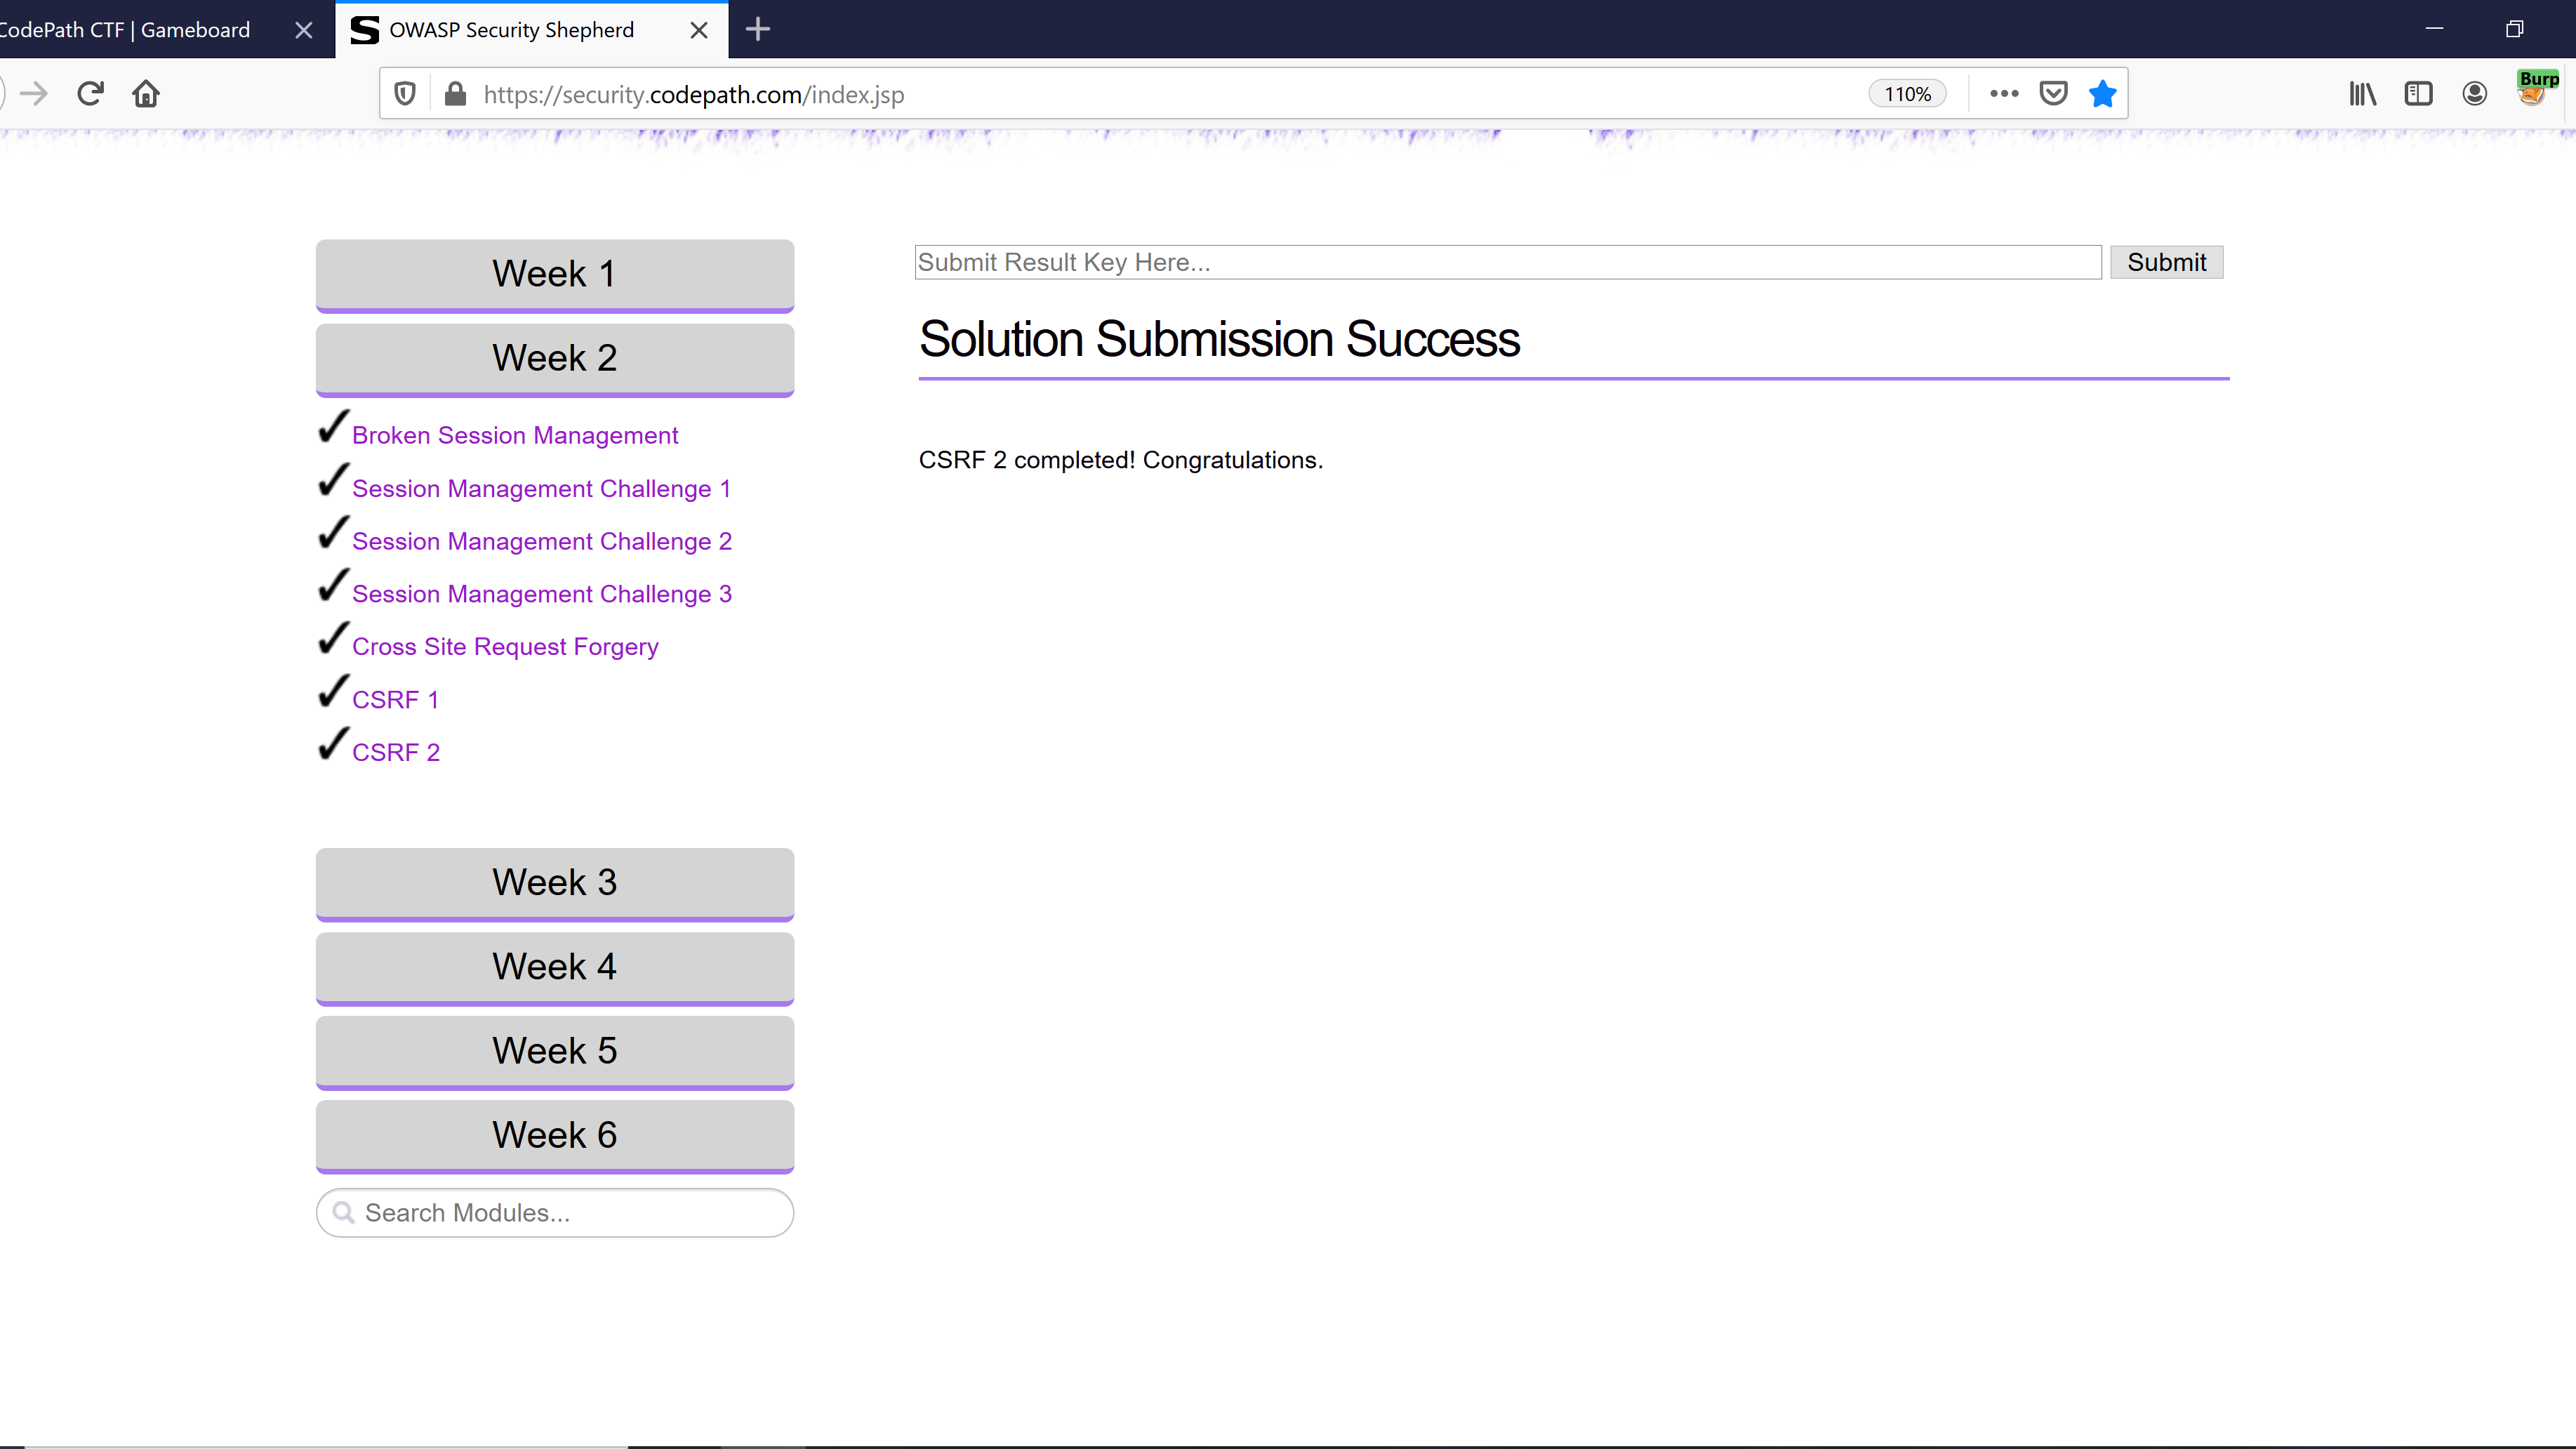 CodePath CTF | Gameboard
OWASP Security Shepherd
https://security.codepath.com/index.jsp
110%
Burp
Week 1
Week 2
Broken Session Management
Session Management Challenge 1
Session Management Challenge 2
Session Management Challenge 3
Cross Site Request Forgery
CSRF 1
CSRF 2
Week 3
Week 4
Week 5
Week 6
Search Modules...
Submit Result Key Here...
Submit
Solution Submission Success
CSRF 2 completed! Congratulations.